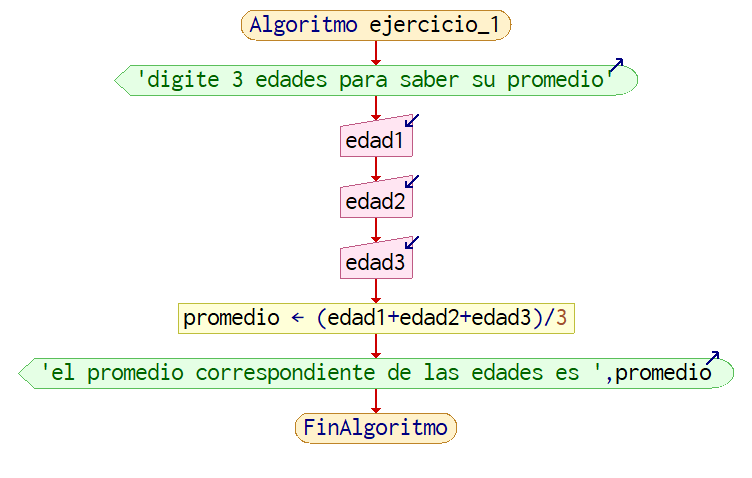 Algoritmo ejercicio_1
'digite 3 edades para saber su promedio'
edad1
edad2
edad3
promedio ← (edad1+edad2+edad3)/3
'el promedio correspondiente de las edades es ',promedio
FinAlgoritmo